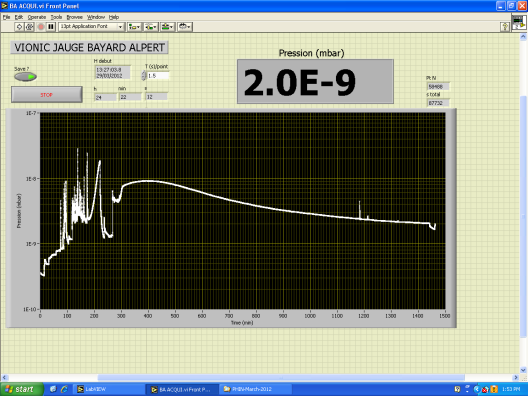 BA ACQUI.vi Front Panel
File Edit Operate Tools Browse Window Help
13pt Application Font
VIONIC JAUGE BAYARD ALPERT
Save ?
H debut
13:27:03.8
29/03/2012
T (s)/point
1.5
h min s
24 22 12
STOP
Pression (mbar)
2.0E-9
Pt N
58488
s total
87732
1E-7
1E-8
1E-9
1E-10
Pression (mbar)
0 100 200 300 400 500 600 700 800 900 1000 1100 1200 1300 1400 1500
Time (min)
start
LabVIEW
BA ACQUI.vi Front P...
PHIN-March-2012
1:53 PM